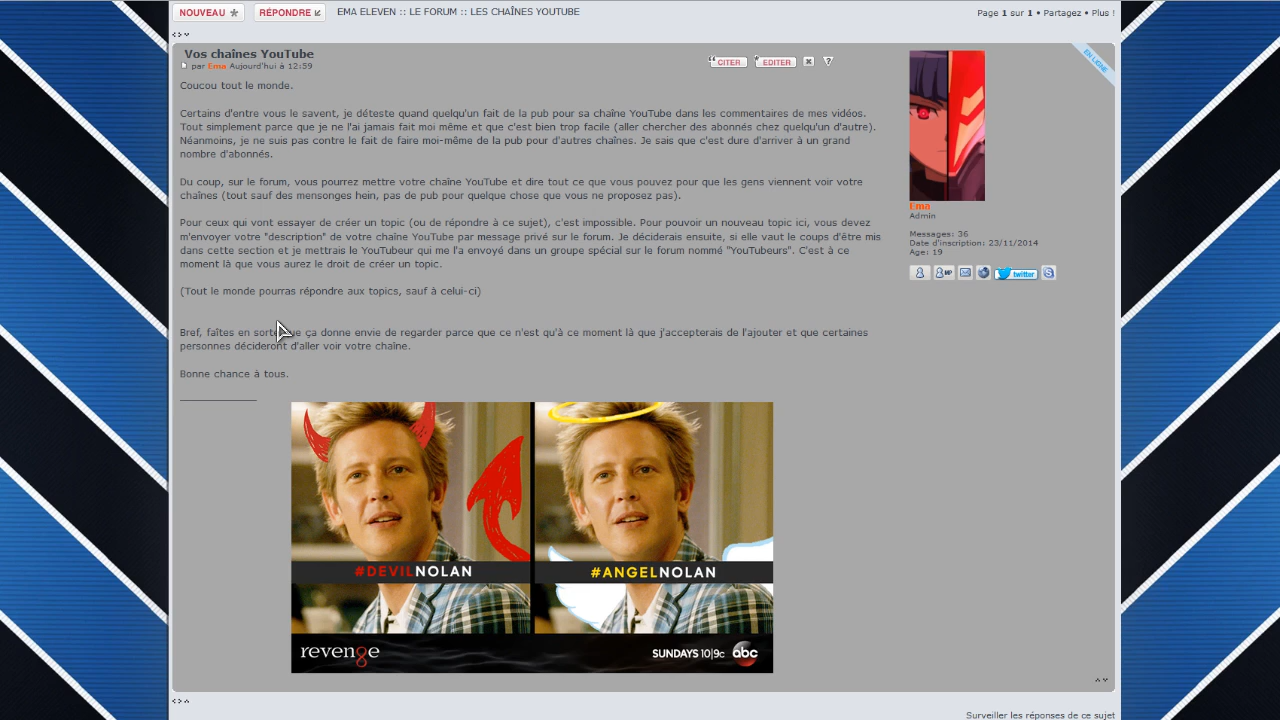 NOUVEAU RÉPONDRE EMA ELEVEN :: LE FORUM :: LES CHAÎNES YOUTUBE Page 1 sur 1 • Partagez • Plus !
Vos chaînes YouTube
par Ema Aujourd'hui à 12:59
CITER EDITER
EN LIGNE
Coucou tout le monde.
Certains d'entre vous le savent, je déteste quand quelqu'un fait de la pub pour sa chaîne YouTube dans les commentaires de mes vidéos.
Tout simplement parce que je ne l'ai jamais fait moi même et que c'est bien trop facile (aller chercher des abonnés chez quelqu'un d'autre).
Néanmoins, je ne suis pas contre le fait de faire moi-même de la pub pour d'autres chaînes. Je sais que c'est dure d'arriver à un grand
nombre d'abonnés.
Du coup, sur le forum, vous pourrez mettre votre chaîne YouTube et dire tout ce que vous pouvez pour que les gens viennent voir votre
chaînes (tout sauf des mensonges hein, pas de pub pour quelque chose que vous ne proposez pas).
Pour ceux qui vont essayer de créer un topic (ou de répondre à ce sujet), c'est impossible. Pour pouvoir un nouveau topic ici, vous devez
m'envoyer votre "description" de votre chaîne YouTube par message privé sur le forum. Je déciderais ensuite, si elle vaut le coups d'être mis
dans cette section et je mettrais le YouTubeur qui me l'a envoyé dans un groupe spécial sur le forum nommé "YouTubeurs". C'est à ce
moment là que vous aurez le droit de créer un topic.
(Tout le monde pourras répondre aux topics, sauf à celui-ci)
Bref, faîtes en sorte que ça donne envie de regarder parce que ce n'est qu'à ce moment là que j'accepterais de l'ajouter et que certaines
personnes décideront d'aller voir votre chaîne.
Bonne chance à tous.
#DEVILNOLAN #ANGELNOLAN
revenge SUNDAYS 10|9c abc
Ema
Admin
Messages: 36
Date d'inscription: 23/11/2014
Age: 19
MP twitter
Surveiller les réponses de ce sujet